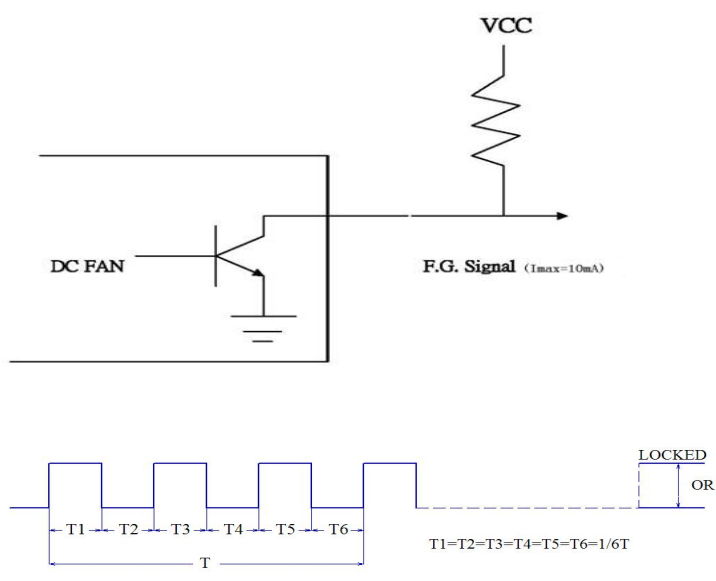 VCC
DC FAN
F.G. Signal (Imax=10mA)
LOCKED
OR
T1 T2 T3 T4 T5 T6
T1=T2=T3=T4=T5=T6=1/6T
T